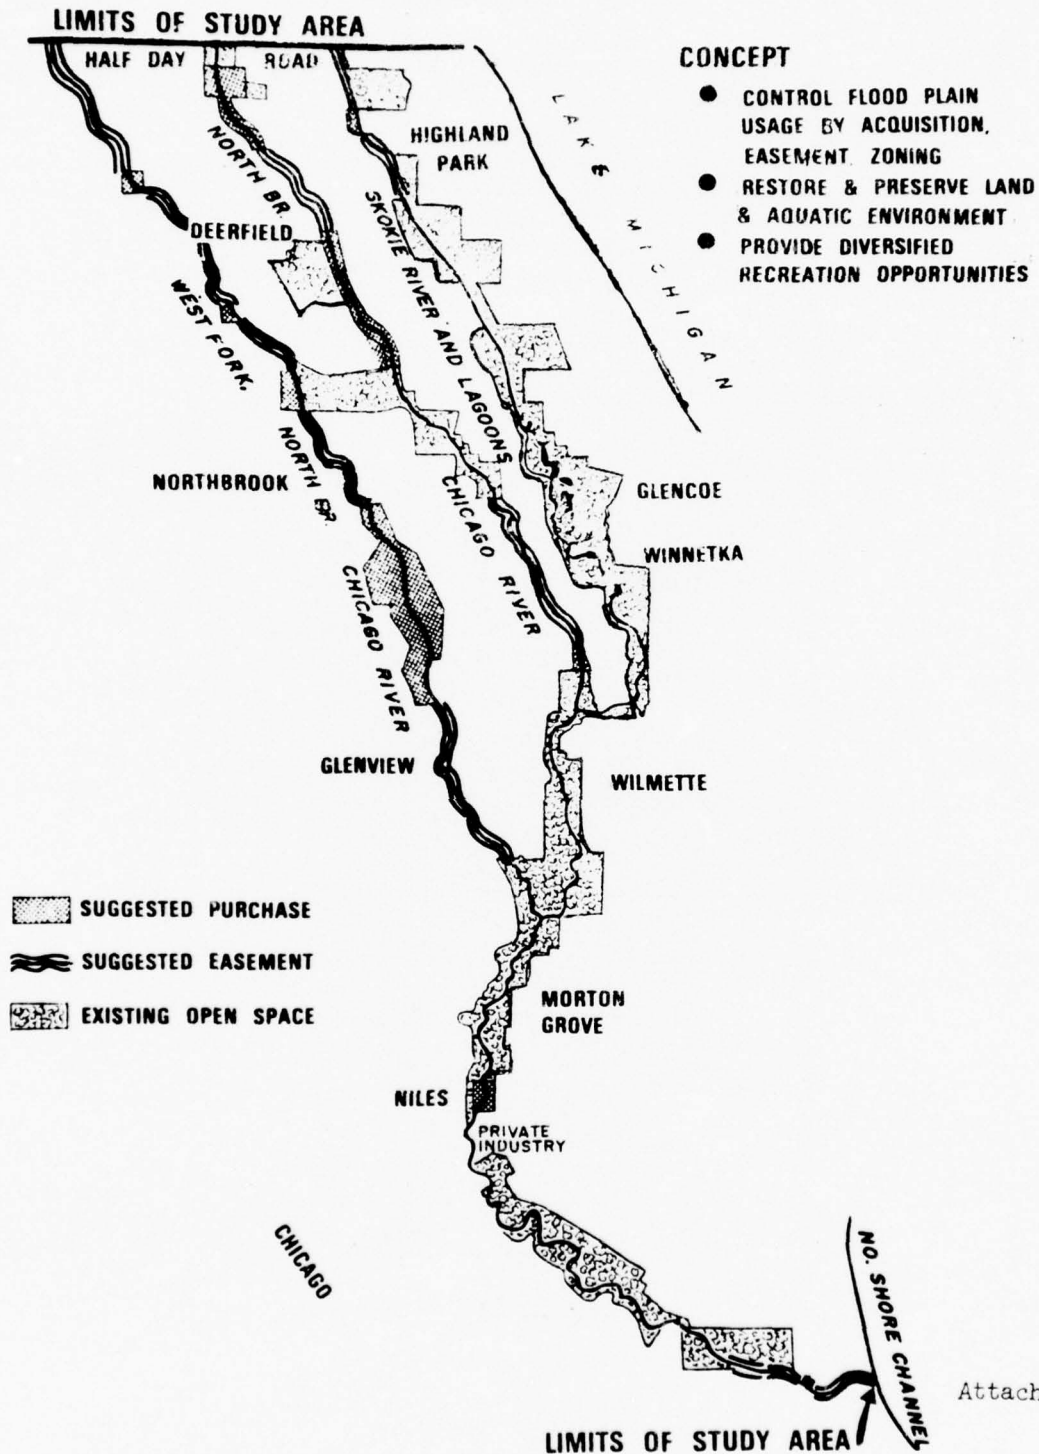 LIMITS OF STUDY AREA
HALF DAY ROAD
CONCEPT
● CONTROL FLOOD PLAIN
USAGE BY ACQUISITION,
EASEMENT, ZONING
● RESTORE & PRESERVE LAND
& AQUATIC ENVIRONMENT
● PROVIDE DIVERSIFIED
RECREATION OPPORTUNITIES
LAKE MICHIGAN
HIGHLAND
PARK
NORTH BR.
SKOKIE RIVER AND LAGOONS
DEERFIELD
WEST FORK,
NORTHBROOK
NORTH BR.
CHICAGO RIVER
CHICAGO RIVER
GLENCOE
WINNETKA
GLENVIEW
WILMETTE
SUGGESTED PURCHASE
SUGGESTED EASEMENT
EXISTING OPEN SPACE
MORTON
GROVE
NILES
PRIVATE
INDUSTRY
CHICAGO
NO. SHORE CHANNEL
Attach
LIMITS OF STUDY AREA